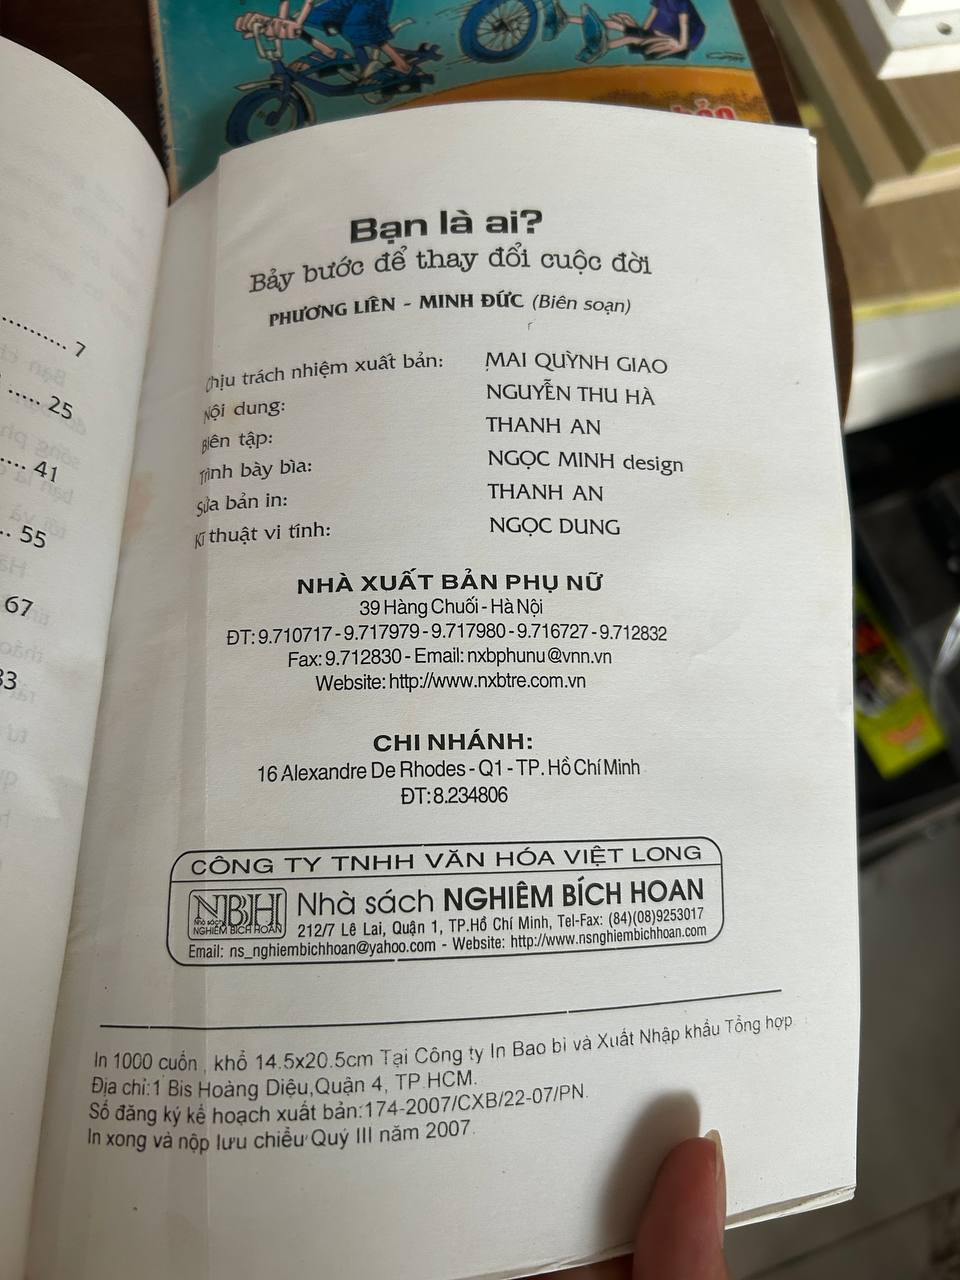 bảo
7
25
41
55
67
83
Bạn là ai?
Bảy bước để thay đổi cuộc đời
PHƯƠNG LIÊN - MINH ĐỨC (Biên soạn)
Chịu trách nhiệm xuất bản: MAI QUỲNH GIAO
Nội dung: NGUYỄN THU HÀ
Biên tập: THANH AN
Trình bày bìa: NGỌC MINH design
Sửa bản in: THANH AN
Kĩ thuật vi tính: NGỌC DUNG
NHÀ XUẤT BẢN PHỤ NỮ
39 Hàng Chuối - Hà Nội
ĐT: 9.710717 - 9.717979 - 9.717980 - 9.716727 - 9.712832
Fax: 9.712830 - Email: nxbphunu@vnn.vn
Website: http://www.nxbtre.com.vn
CHI NHÁNH:
16 Alexandre De Rhodes - Q1 - TP. Hồ Chí Minh
ĐT: 8.234806
CÔNG TY TNHH VĂN HÓA VIỆT LONG
NBH
Nhà sách
NGHIÊM BÍCH HOAN
Nhà sách NGHIÊM BÍCH HOAN
212/7 Lê Lai, Quận 1, TP.Hồ Chí Minh, Tel-Fax: (84)(08)9253017
Email: ns_nghiembichhoan@yahoo.com - Website: http://www.nsnghiembichhoan.com
In 1000 cuốn , khổ 14.5x20.5cm Tại Công ty In Bao bì và Xuất Nhập khẩu Tổng hợp
Địa chỉ:1 Bis Hoàng Diệu,Quận 4, TP.HCM.
Số đăng ký kế hoạch xuất bản:174-2007/CXB/22-07/PN.
In xong và nộp lưu chiểu Quý III năm 2007.